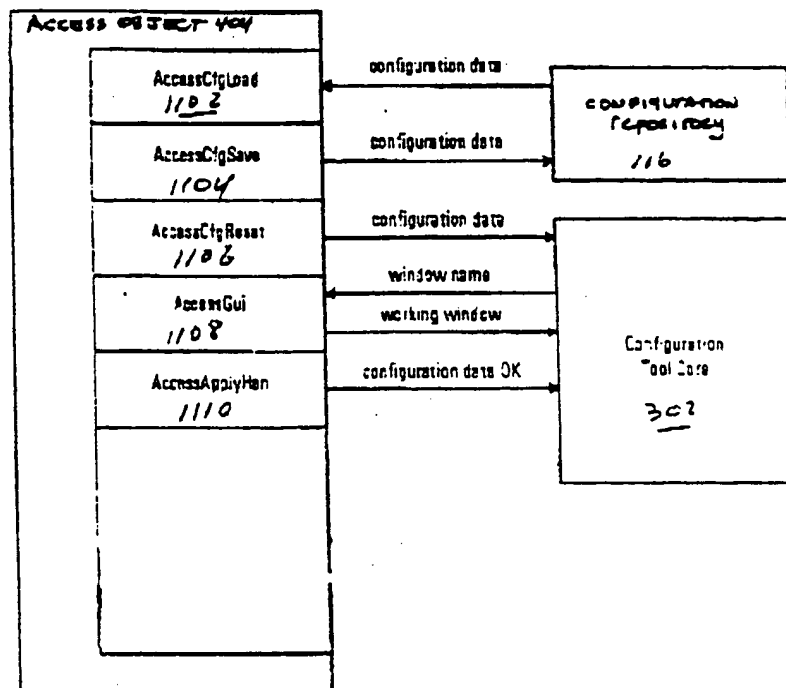 ACCESS OBJECT 404
AccessCfgLoad
1102
AccessCfgSave
1104
AccessCfgReset
1106
AccessGui
1108
AccessApplyHan
1110
configuration data
configuration data
configuration data
window name
working window
configuration data OK
CONFIGURATION
REPOSITORY
116
Configuration
Tool Core
302